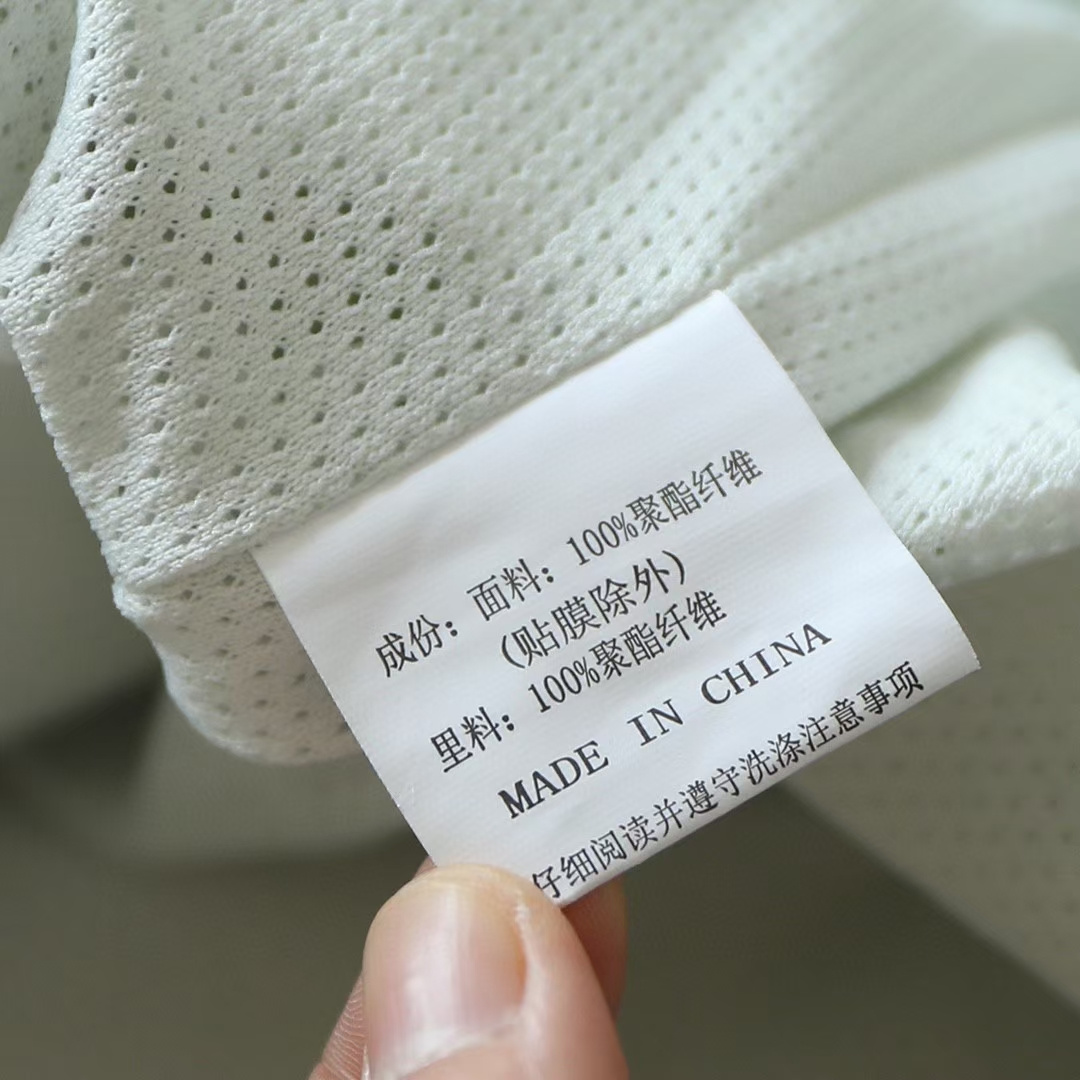 成份：面料：100%聚酯纤维
（贴膜除外）
里料：100%聚酯纤维
MADE IN CHINA
仔细阅读并遵守洗涤注意事项